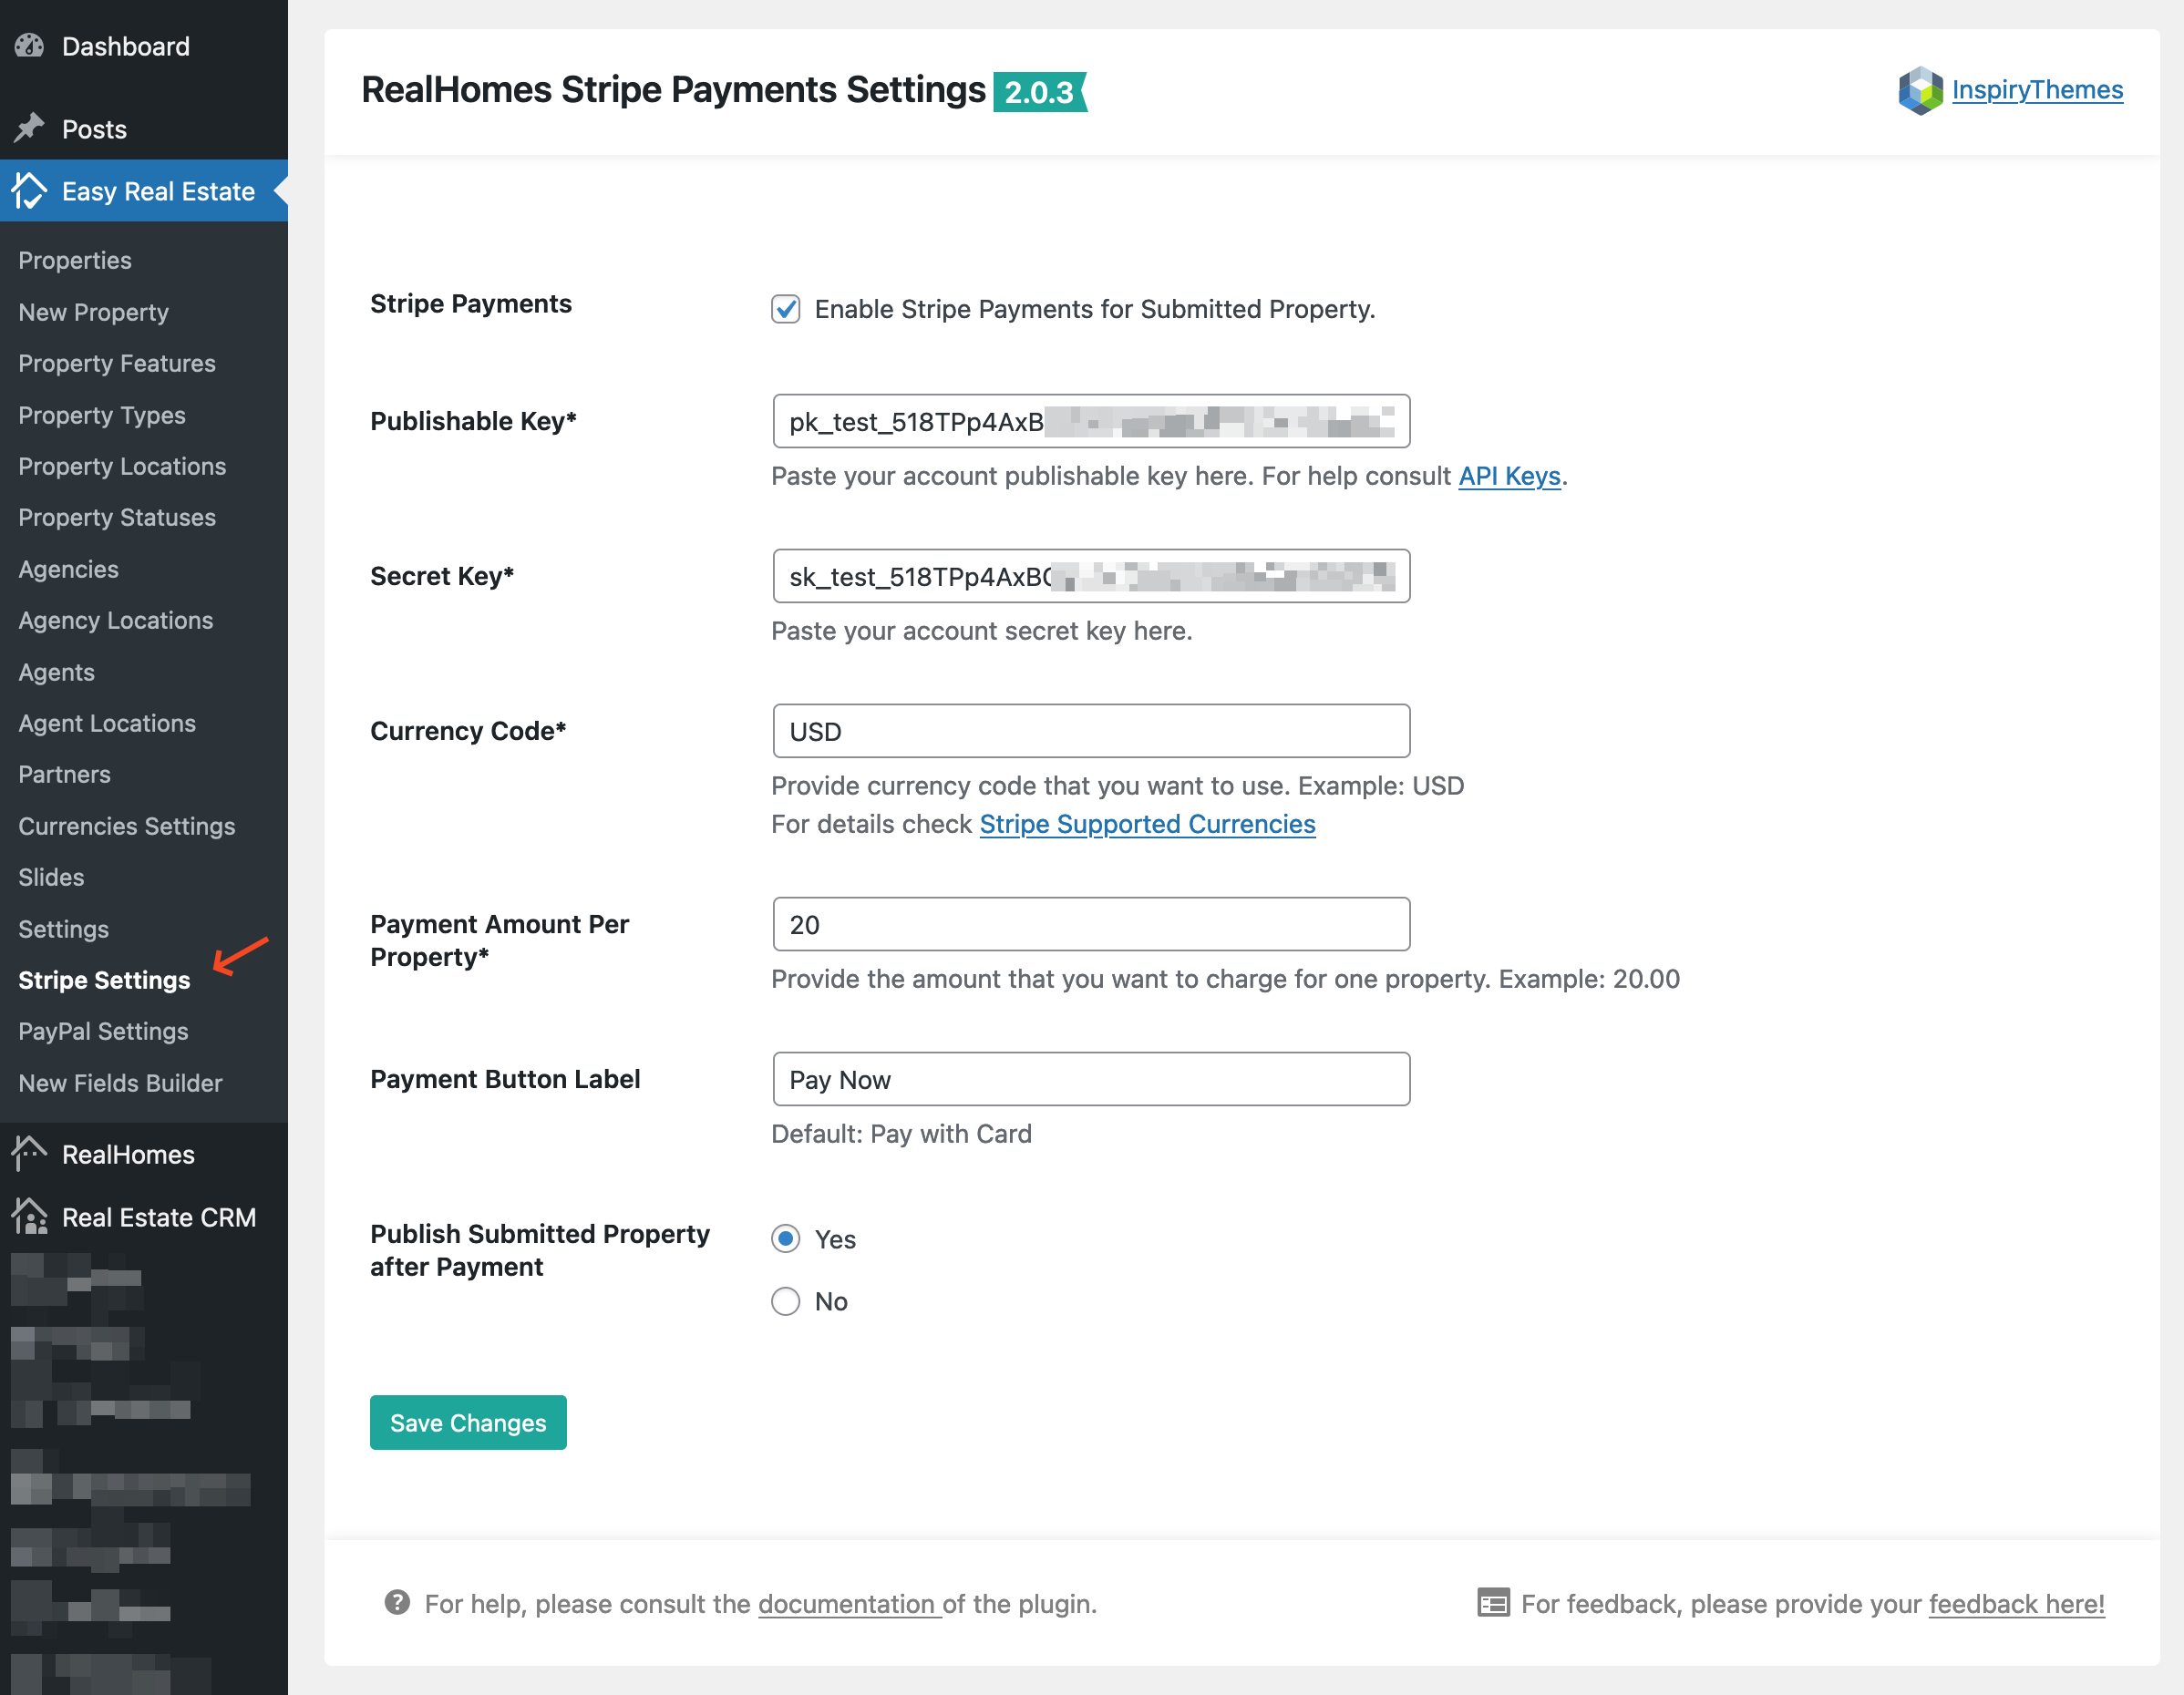 Dashboard
Posts
Easy Real Estate
Properties
New Property
Property Features
Property Types
Property Locations
Property Statuses
Agencies
Agency Locations
Agents
Agent Locations
Partners
Currencies Settings
Slides
Settings
Stripe Settings
PayPal Settings
New Fields Builder
RealHomes
Real Estate CRM
RealHomes Stripe Payments Settings 2.0.3
InspiryThemes
Stripe Payments
Enable Stripe Payments for Submitted Property.
Publishable Key*
pk_test_518TPp4AxB
Paste your account publishable key here. For help consult API Keys.
Secret Key*
sk_test_518TPp4AxB
Paste your account secret key here.
Currency Code*
USD
Provide currency code that you want to use. Example: USD
For details check Stripe Supported Currencies
Payment Amount Per
Property*
20
Provide the amount that you want to charge for one property. Example: 20.00
Payment Button Label
Pay Now
Default: Pay with Card
Publish Submitted Property
after Payment
Yes
No
Save Changes
For help, please consult the documentation of the plugin.
For feedback, please provide your feedback here!